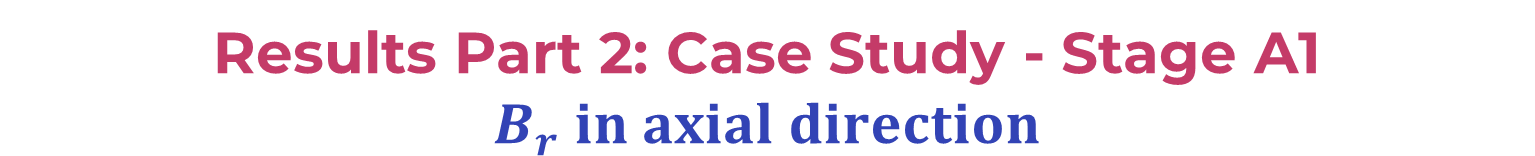 Results Part 2: Case Study - Stage A1
B_r in axial direction